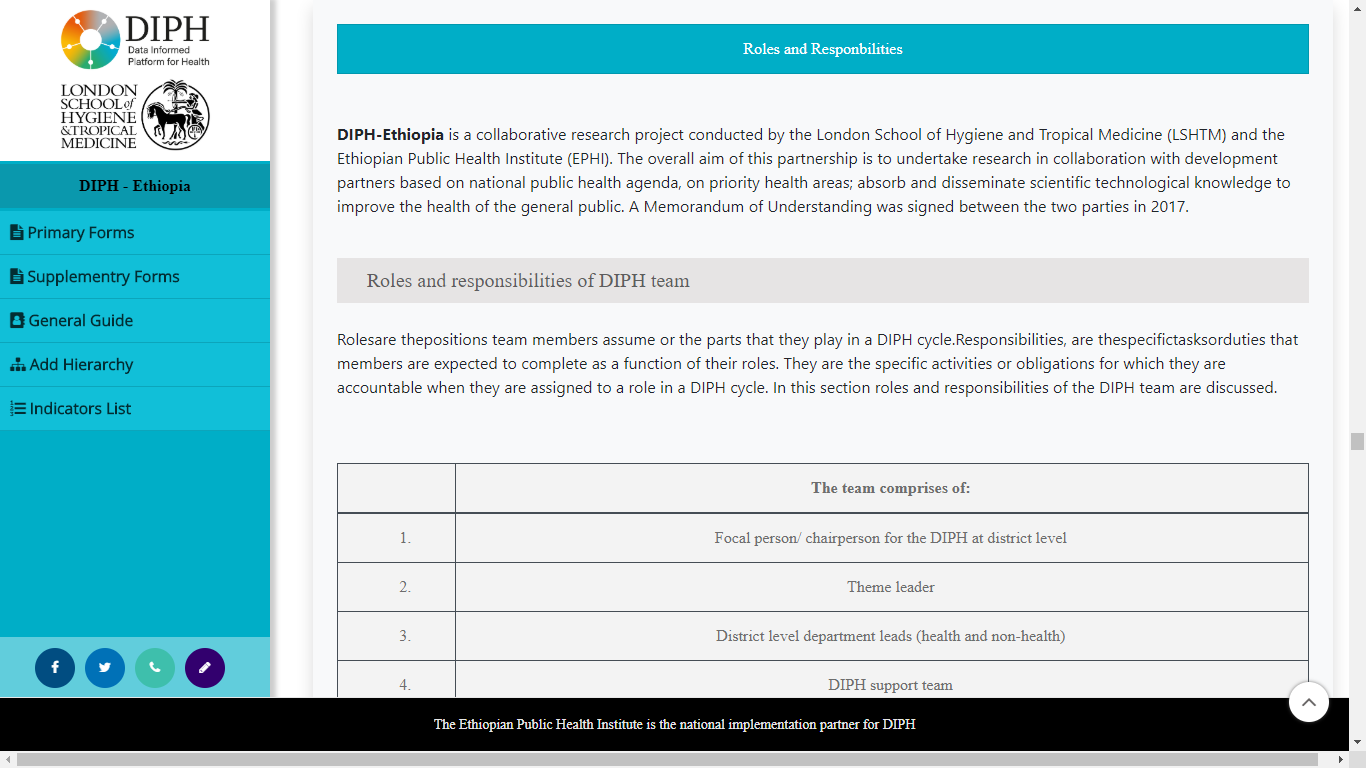 DIPH
Data Informed
Platform for Health
LONDON
SCHOOL of
HYGIENE
& TROPICAL
MEDICINE
DIPH - Ethiopia
Primary Forms
Supplementry Forms
General Guide
Add Hierarchy
Indicators List
Roles and Responbilities
DIPH-Ethiopia is a collaborative research project conducted by the London School of Hygiene and Tropical Medicine (LSHTM) and the
Ethiopian Public Health Institute (EPHI). The overall aim of this partnership is to undertake research in collaboration with development
partners based on national public health agenda, on priority health areas; absorb and disseminate scientific technological knowledge to
improve the health of the general public. A Memorandum of Understanding was signed between the two parties in 2017.
Roles and responsibilities of DIPH team
Rolesare thepositions team members assume or the parts that they play in a DIPH cycle.Responsibilities, are thespecifictasksorduties that
members are expected to complete as a function of their roles. They are the specific activities or obligations for which they are
accountable when they are assigned to a role in a DIPH cycle. In this section roles and responsibilities of the DIPH team are discussed.
The team comprises of:
1. Focal person/ chairperson for the DIPH at district level
2. Theme leader
3. District level department leads (health and non-health)
4. DIPH support team
The Ethiopian Public Health Institute is the national implementation partner for DIPH